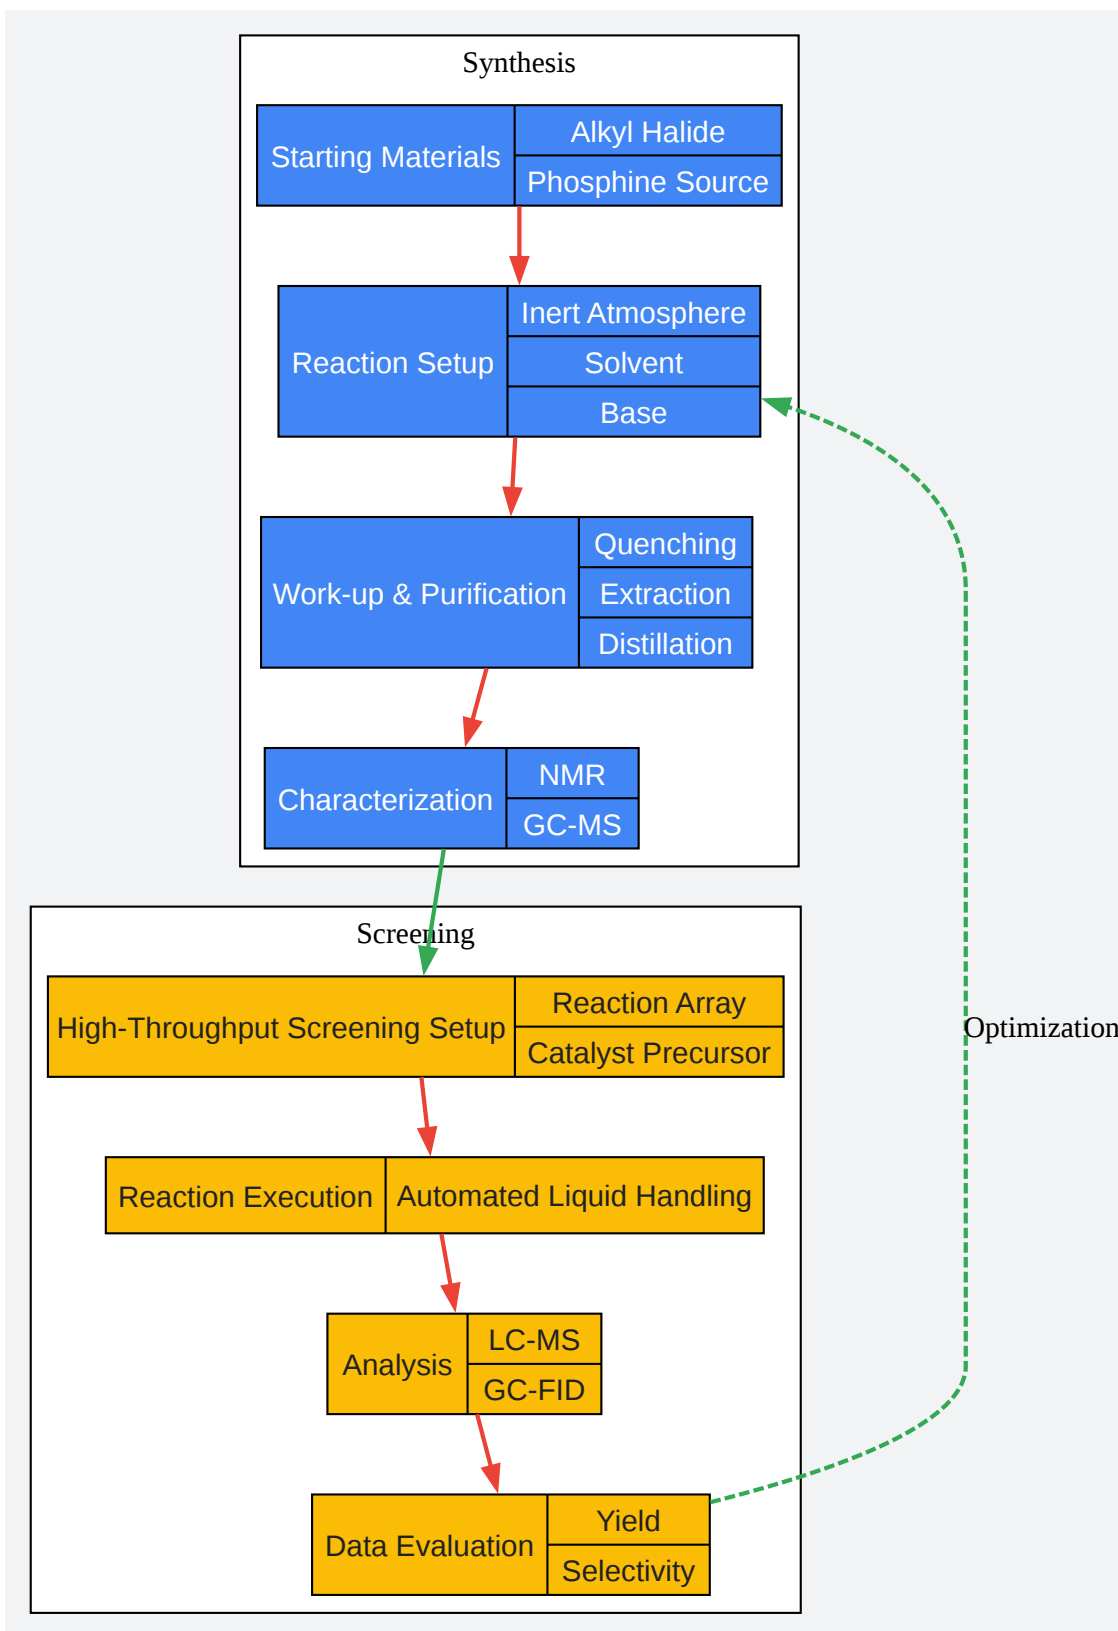 Synthesis
Starting Materials
Alkyl Halide
Phosphine Source
Reaction Setup
Inert Atmosphere
Solvent
Base
Work-up & Purification
Quenching
Extraction
Distillation
Characterization
NMR
GC-MS
Screening
High-Throughput Screening Setup
Reaction Array
Catalyst Precursor
Optimization
Reaction Execution
Automated Liquid Handling
Analysis
LC-MS
GC-FID
Data Evaluation
Yield
Selectivity